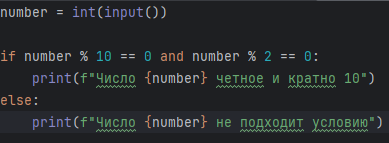 number = int(input())
if number % 10 == 0 and number % 2 == 0:
    print(f"Число {number} четное и кратно 10")
else:
    print(f"Число {number} не подходит условию")